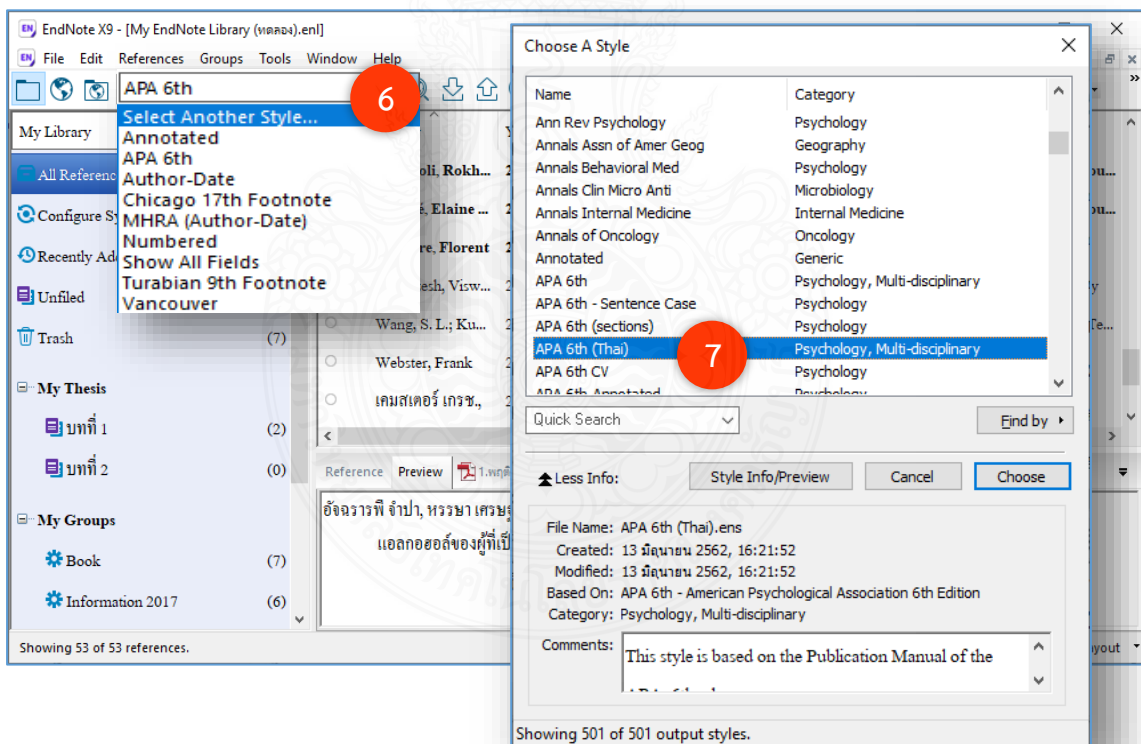 EndNote X9 - [My EndNote Library (ทดลอง).enl]
File Edit References Groups Tools Window Help
APA 6th
6
Select Another Style...
Annotated
APA 6th
Author-Date
Chicago 17th Footnote
MHRA (Author-Date)
Numbered
Show All Fields
Turabian 9th Footnote
Vancouver
My Library
All Referenc
Configure Sy
Recently Ad
Unfiled
Trash (7)
My Thesis
บทที่ 1 (2)
บทที่ 2 (0)
My Groups
Book (7)
Information 2017 (6)
Showing 53 of 53 references.
oli, Rokh...
, Elaine ...
re, Florent
esh, Visw...
Wang, S. L.; Ku...
Webster, Frank
เคมสเตอร์ เกรซ.,
Reference Preview
อัจฉรารพี จำปา, หรรษา เศรษฐ
แอลกอฮอล์ของผู้ที่เป็
Choose A Style
Name Category
Ann Rev Psychology Psychology
Annals Assn of Amer Geog Geography
Annals Behavioral Med Psychology
Annals Clin Micro Anti Microbiology
Annals Internal Medicine Internal Medicine
Annals of Oncology Oncology
Annotated Generic
APA 6th Psychology, Multi-disciplinary
APA 6th - Sentence Case Psychology
APA 6th (sections) Psychology
APA 6th (Thai) Psychology, Multi-disciplinary
7
APA 6th CV Psychology
APA 6th Annotated Psychology
Quick Search Find by
Less Info: Style Info/Preview Cancel Choose
File Name: APA 6th (Thai).ens
Created: 13 มิถุนายน 2562, 16:21:52
Modified: 13 มิถุนายน 2562, 16:21:52
Based On: APA 6th - American Psychological Association 6th Edition
Category: Psychology, Multi-disciplinary
Comments: This style is based on the Publication Manual of the
Showing 501 of 501 output styles.
ayout